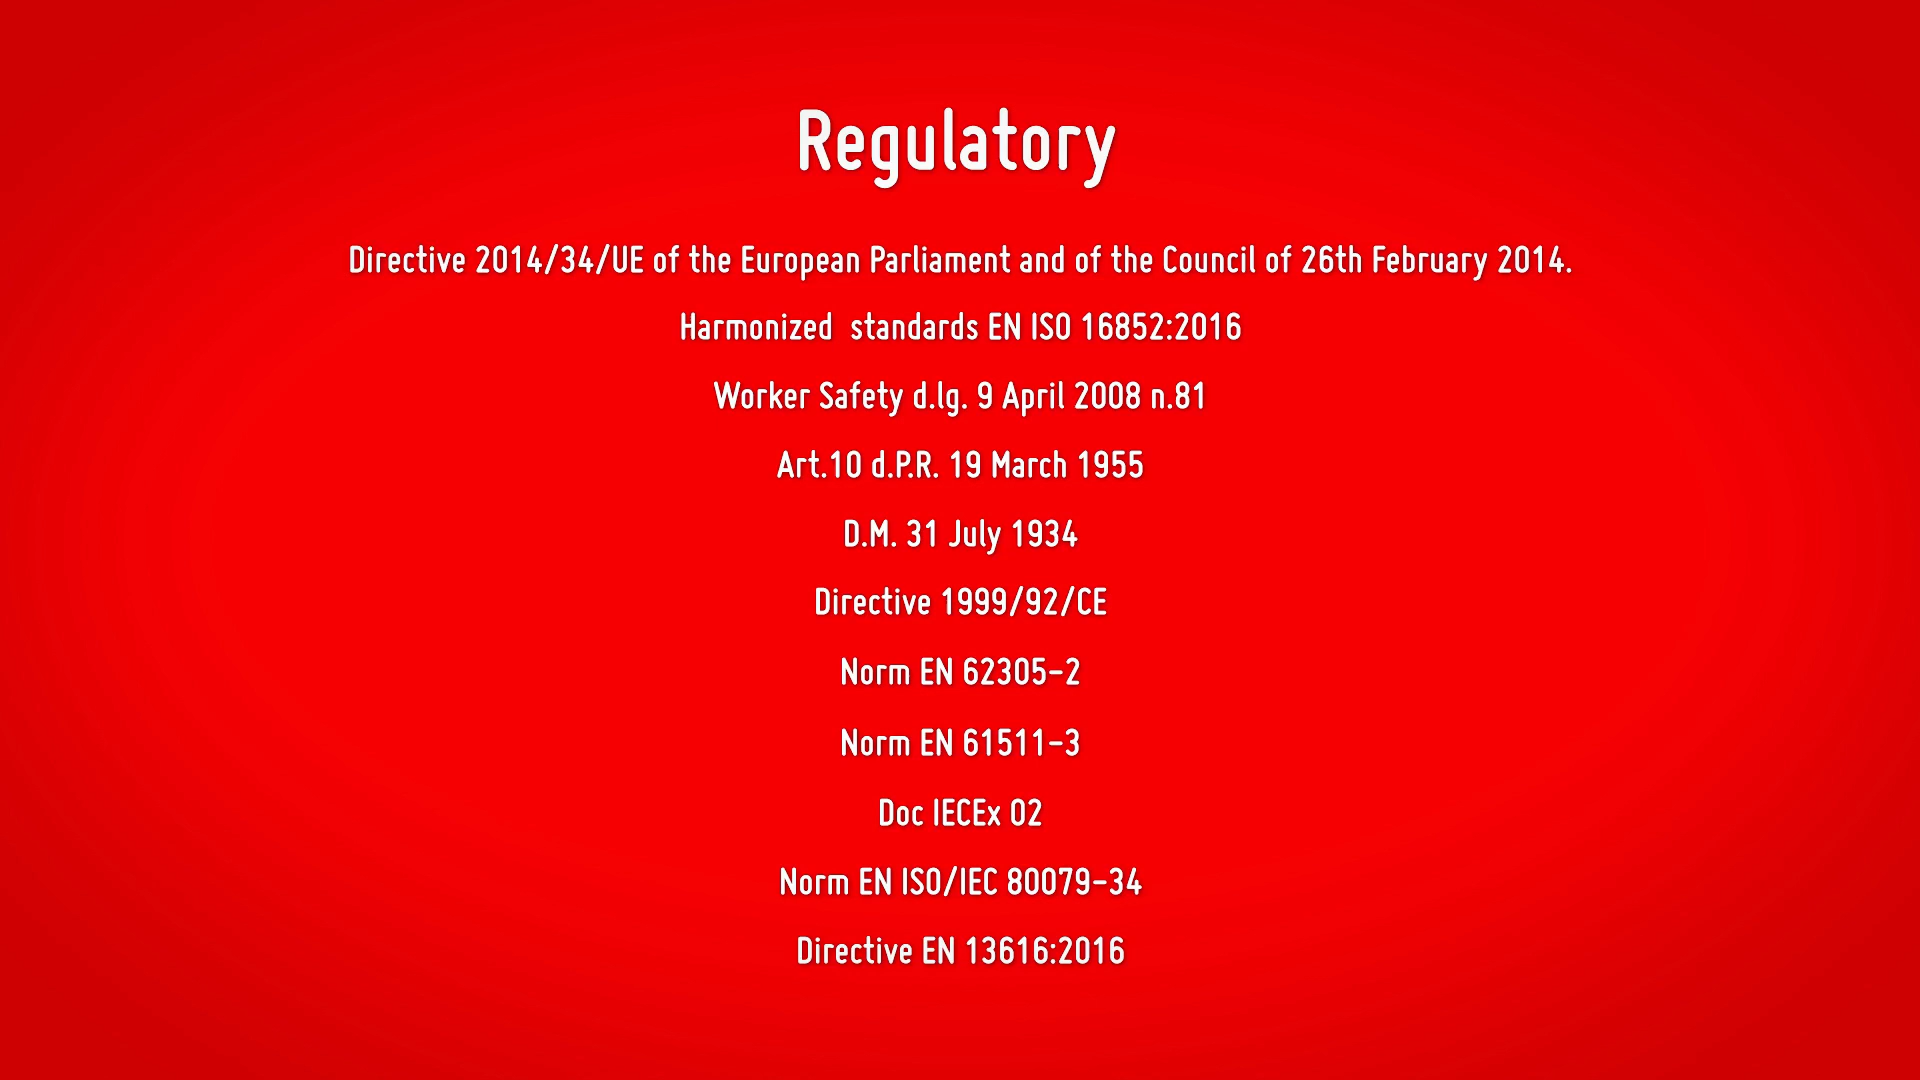 Regulatory
Directive 2014/34/UE of the European Parliament and of the Council of 26th February 2014.
Harmonized standards EN ISO 16852:2016
Worker Safety d.lg. 9 April 2008 n.81
Art.10 d.P.R. 19 March 1955
D.M. 31 July 1934
Directive 1999/92/CE
Norm EN 62305-2
Norm EN 61511-3
Doc IECEx 02
Norm EN ISO/IEC 80079-34
Directive EN 13616:2016